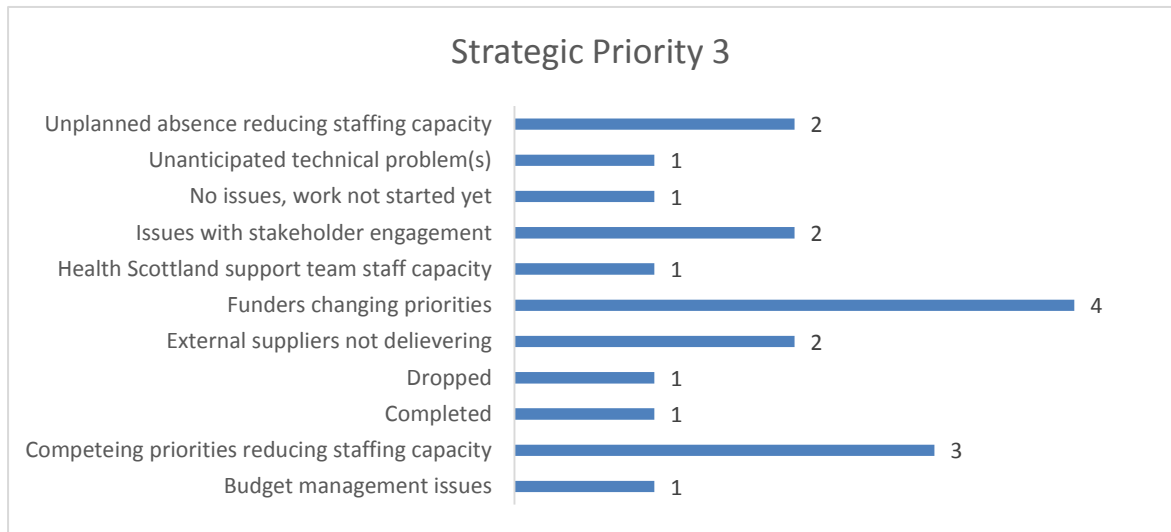 Strategic Priority 3
Unplanned absence reducing staffing capacity 2
Unanticipated technical problem(s) 1
No issues, work not started yet 1
Issues with stakeholder engagement 2
Health Scottland support team staff capacity 1
Funders changing priorities 4
External suppliers not delievering 2
Dropped 1
Completed 1
Competeing priorities reducing staffing capacity 3
Budget management issues 1